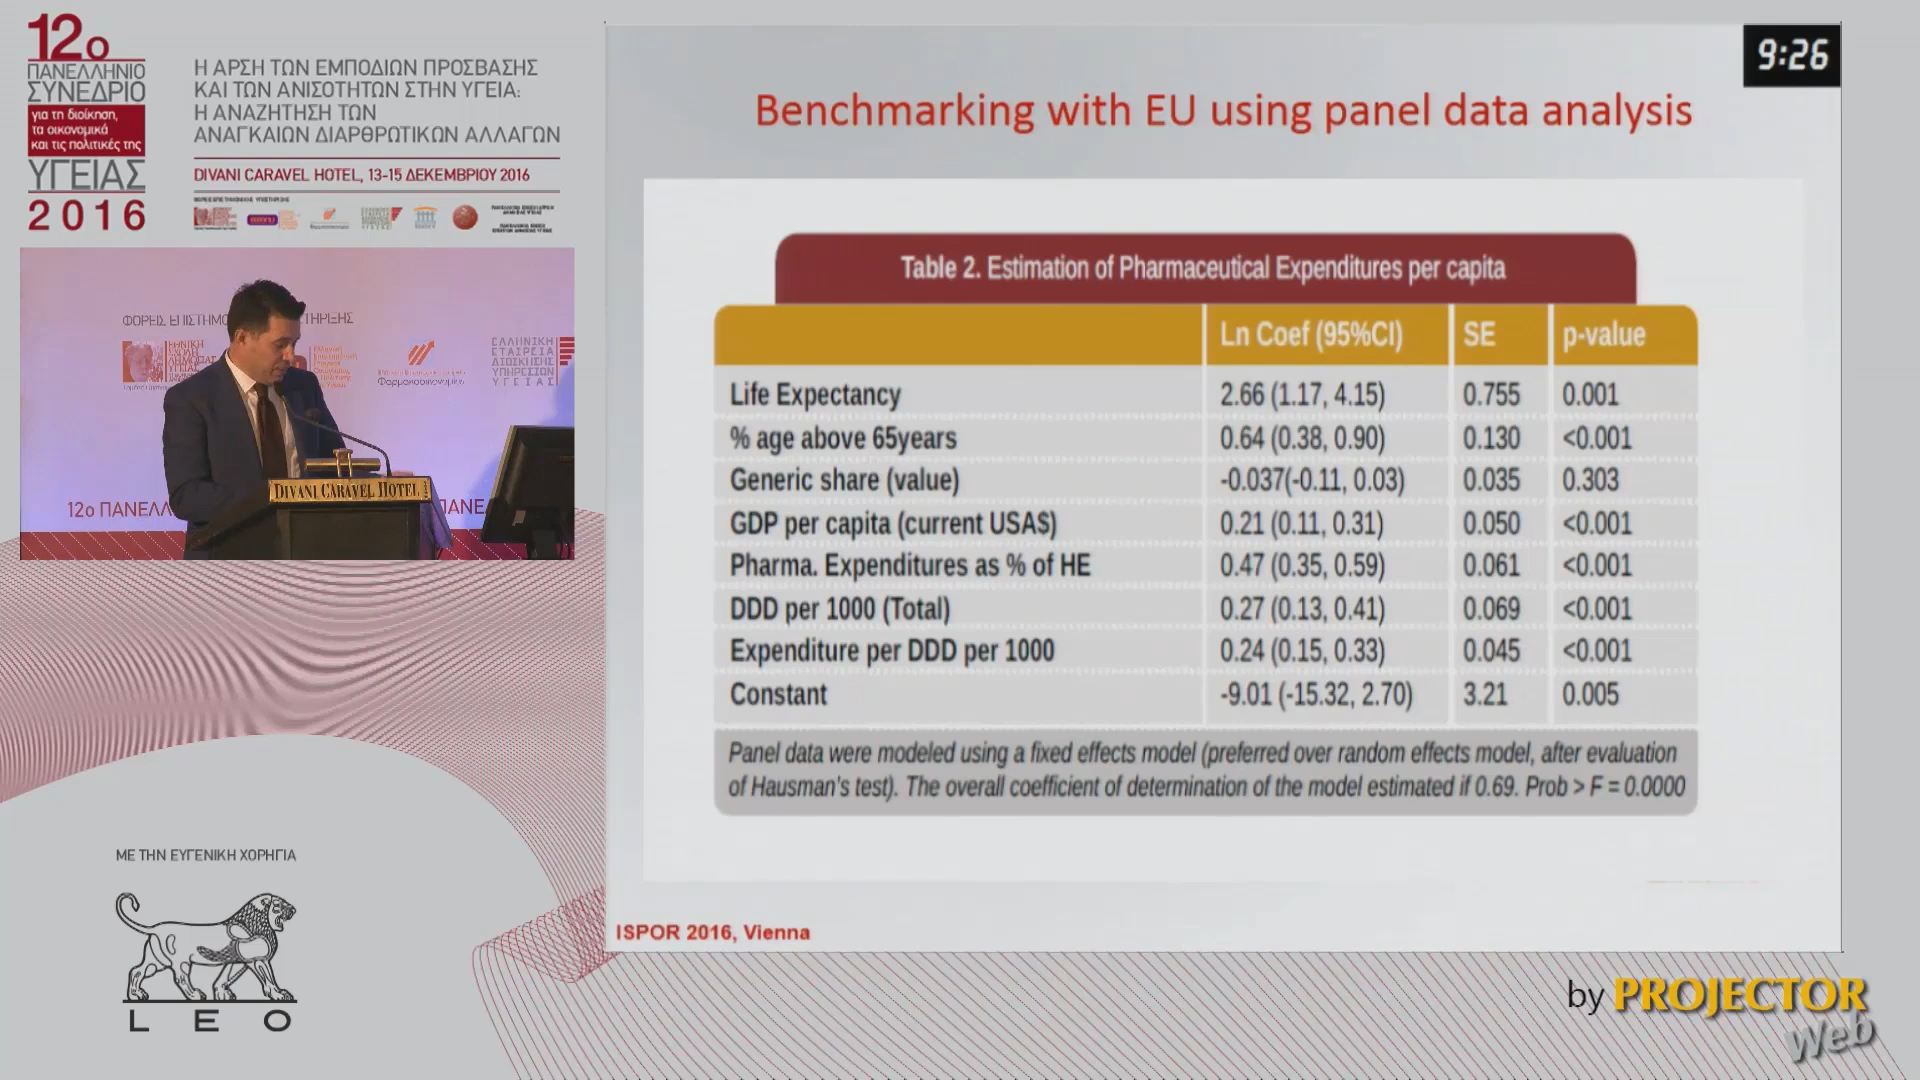 12ο
ΠΑΝΕΛΛΗΝΙΟ
ΣΥΝΕΔΡΙΟ
για τη διοίκηση,
τα οικονομικά
και τις πολιτικές της
ΥΓΕΙΑΣ
2016
Η ΑΡΣΗ ΤΩΝ ΕΜΠΟΔΙΩΝ ΠΡΟΣΒΑΣΗΣ
ΚΑΙ ΤΩΝ ΑΝΙΣΟΤΗΤΩΝ ΣΤΗΝ ΥΓΕΙΑ:
Η ΑΝΑΖΗΤΗΣΗ ΤΩΝ
ΑΝΑΓΚΑΙΩΝ ΔΙΑΡΘΡΩΤΙΚΩΝ ΑΛΛΑΓΩΝ
DIVANI CARAVEL HOTEL, 13-15 ΔΕΚΕΜΒΡΙΟΥ 2016
ΦΟΡΕΙΣ ΕΠΙΣΤΗΜΟ
ΤΗΡΙΞΗΣ
ΕΛΛΗΝΙΚΗ
ΕΤΑΙΡΕΙΑ
ΔΙΟΙΚΗΣΗΣ
ΥΠΗΡΕΣΙΩΝ
ΥΓΕΙΑΣ
DIVANI CARAVEL HOTEL
12ο ΠΑΝΕΛΛ
ΠΑΝΕ
ΜΕ ΤΗΝ ΕΥΓΕΝΙΚΗ ΧΟΡΗΓΙΑ
LEO
9:26
Benchmarking with EU using panel data analysis
Table 2. Estimation of Pharmaceutical Expenditures per capita
Ln Coef (95%CI) SE p-value
Life Expectancy 2.66 (1.17, 4.15) 0.755 0.001
% age above 65years 0.64 (0.38, 0.90) 0.130 <0.001
Generic share (value) -0.037(-0.11, 0.03) 0.035 0.303
GDP per capita (current USA$) 0.21 (0.11, 0.31) 0.050 <0.001
Pharma. Expenditures as % of HE 0.47 (0.35, 0.59) 0.061 <0.001
DDD per 1000 (Total) 0.27 (0.13, 0.41) 0.069 <0.001
Expenditure per DDD per 1000 0.24 (0.15, 0.33) 0.045 <0.001
Constant -9.01 (-15.32, 2.70) 3.21 0.005
Panel data were modeled using a fixed effects model (preferred over random effects model, after evaluation
of Hausman's test). The overall coefficient of determination of the model estimated if 0.69. Prob > F = 0.0000
ISPOR 2016, Vienna
by PROJECTOR
Web